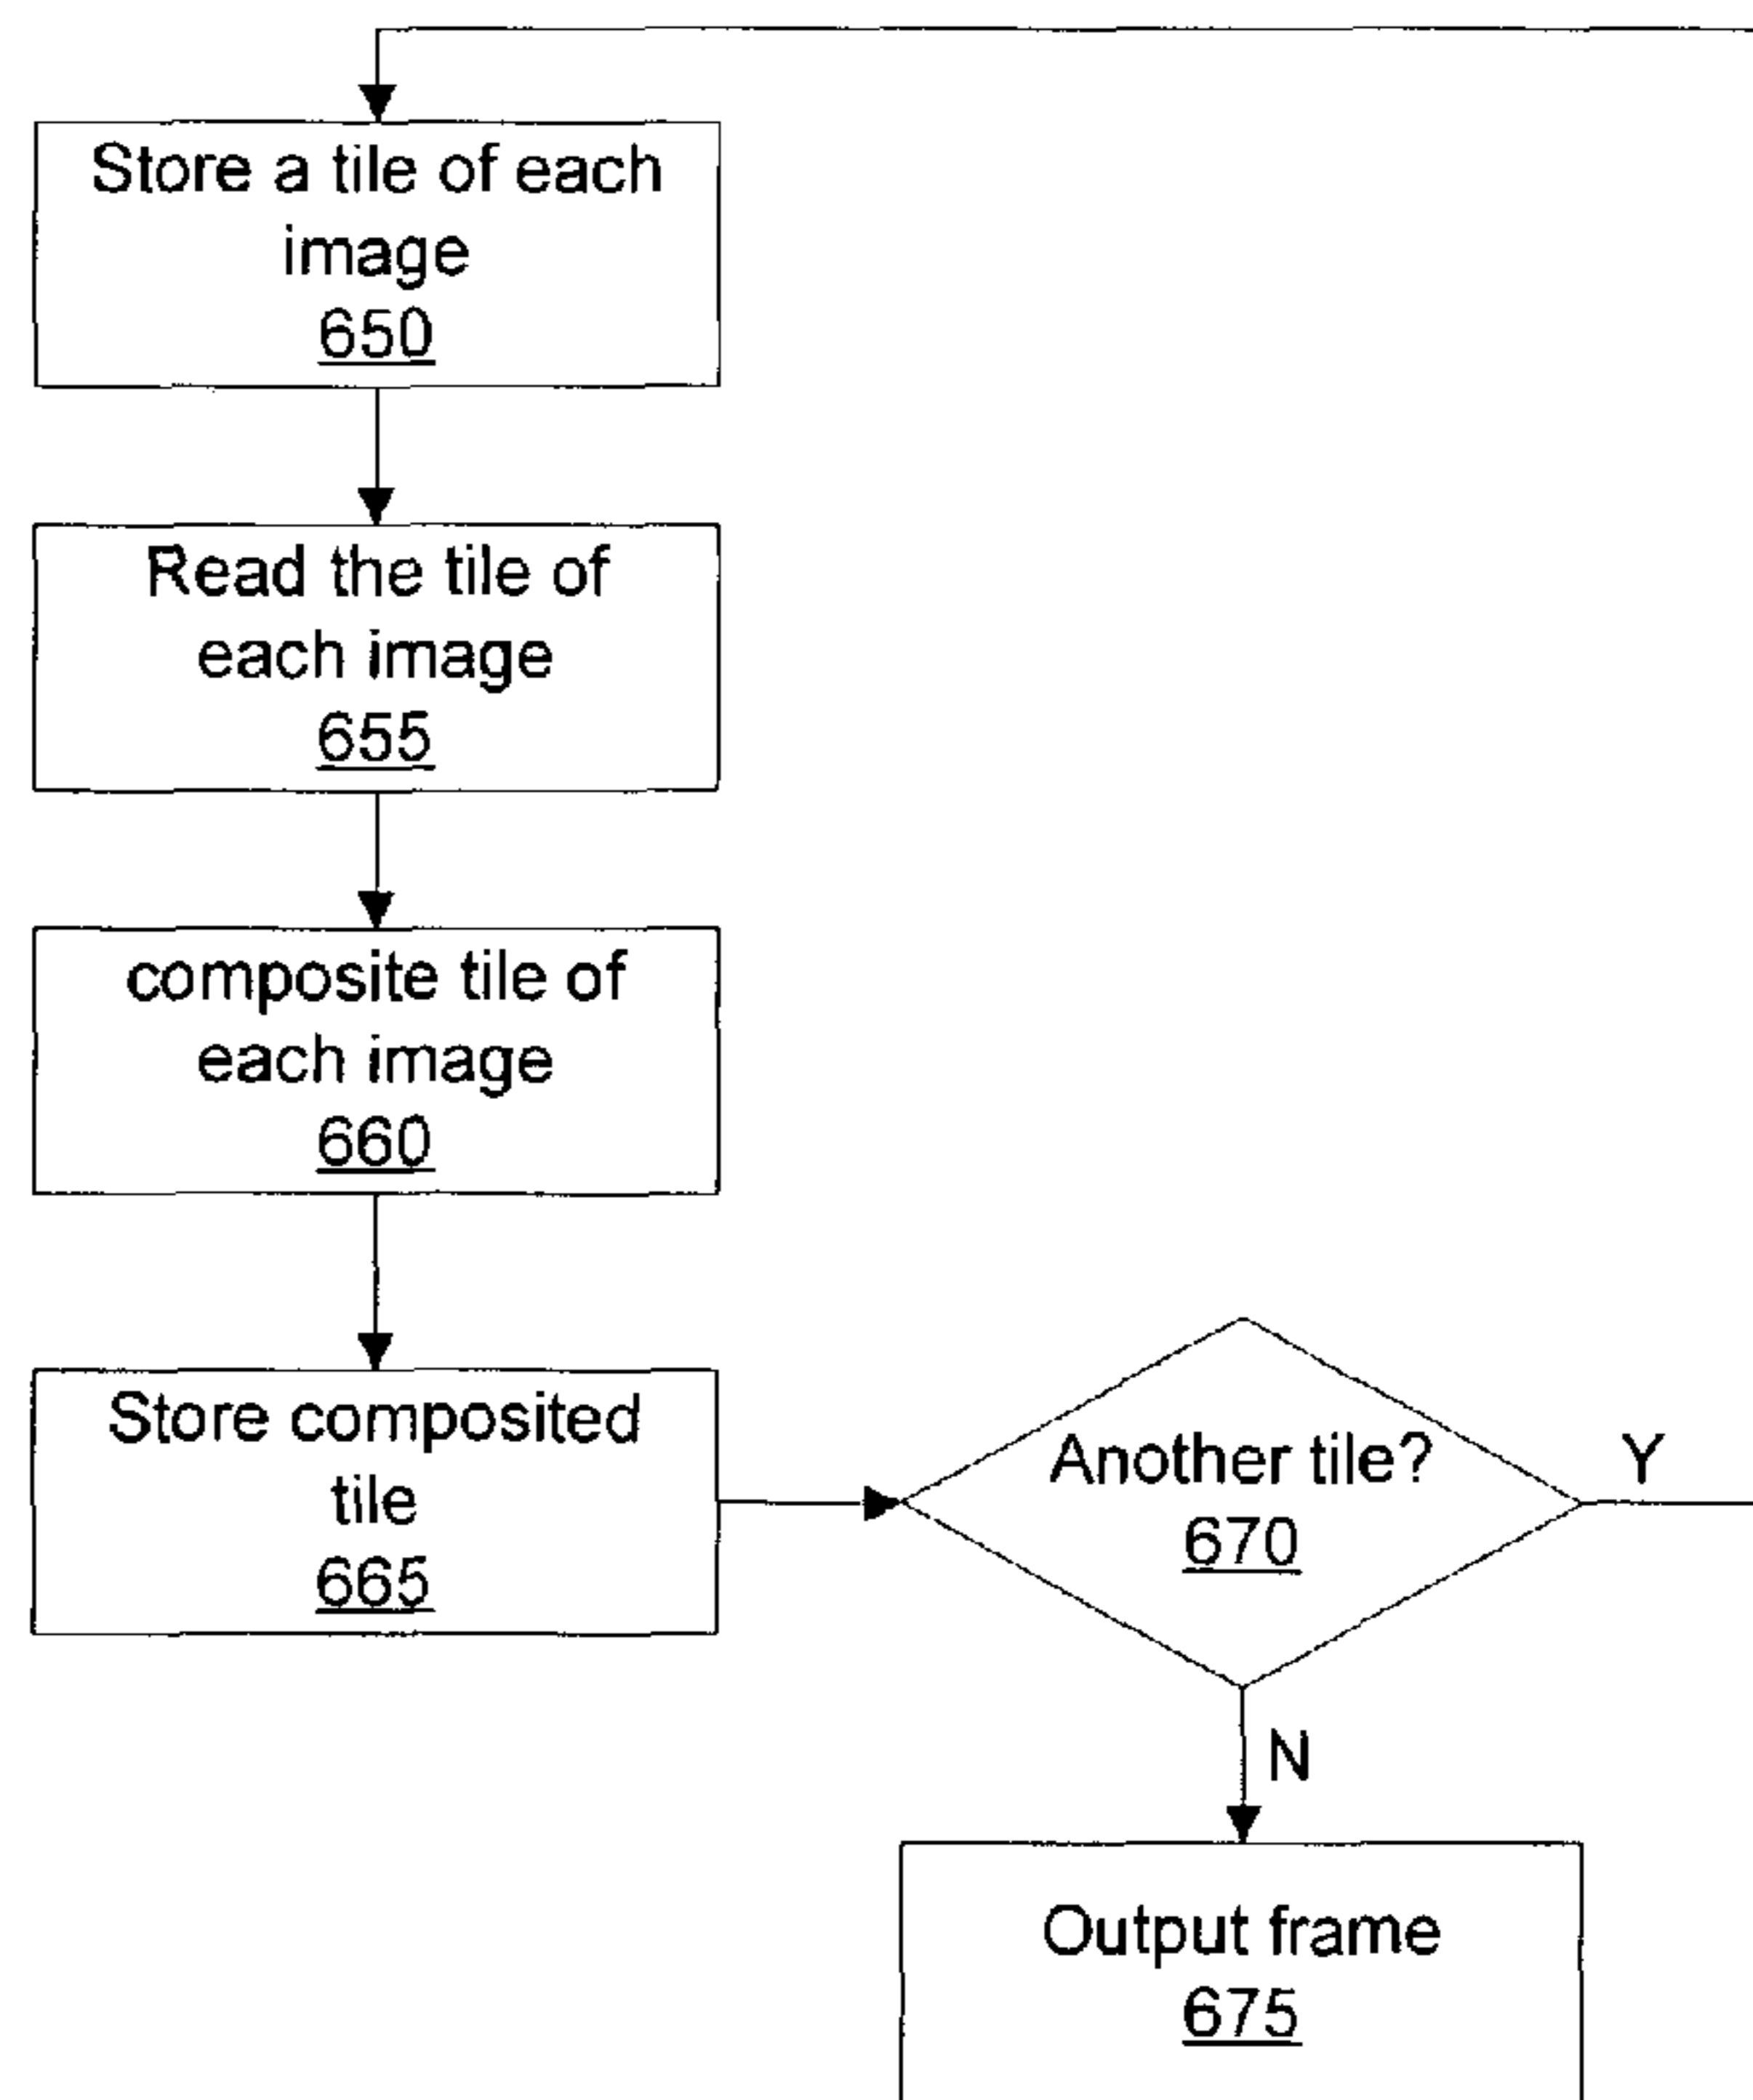 Store a tile of each
image
650
Read the tile of
each image
655
composite tile of
each image
660
Store composited
tile
665
Another tile?
670
Y
N
Output frame
675